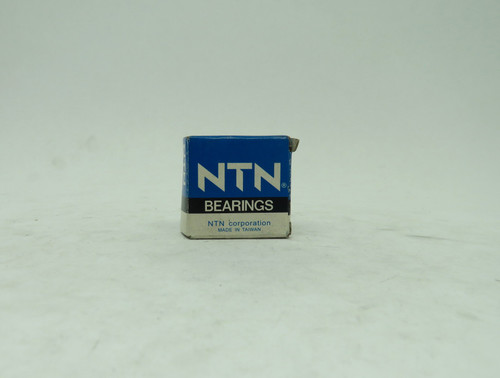 NTN®
BEARINGS
NTN corporation
MADE IN TAIWAN